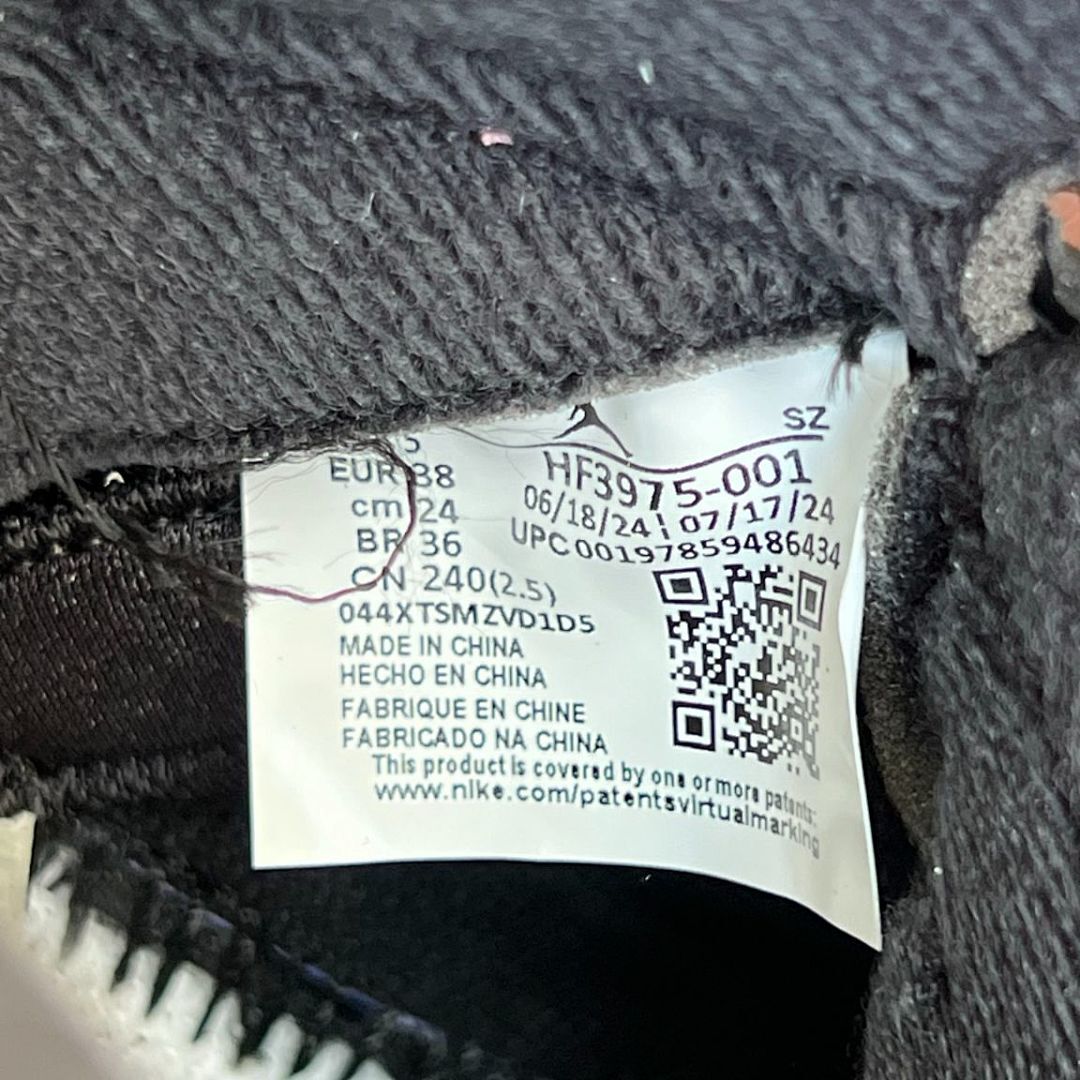 SZ
5
EUR 38
cm 24
BR 36
CN 240(2.5)
044XTSMZVD1D5
MADE IN CHINA
HECHO EN CHINA
FABRIQUE EN CHINE
FABRICADO NA CHINA
HF3975-001
06/18/24 07/17/24
UPC00197859486434
This product is covered by one or more patents:
www.nike.com/patentsvirtualmarking